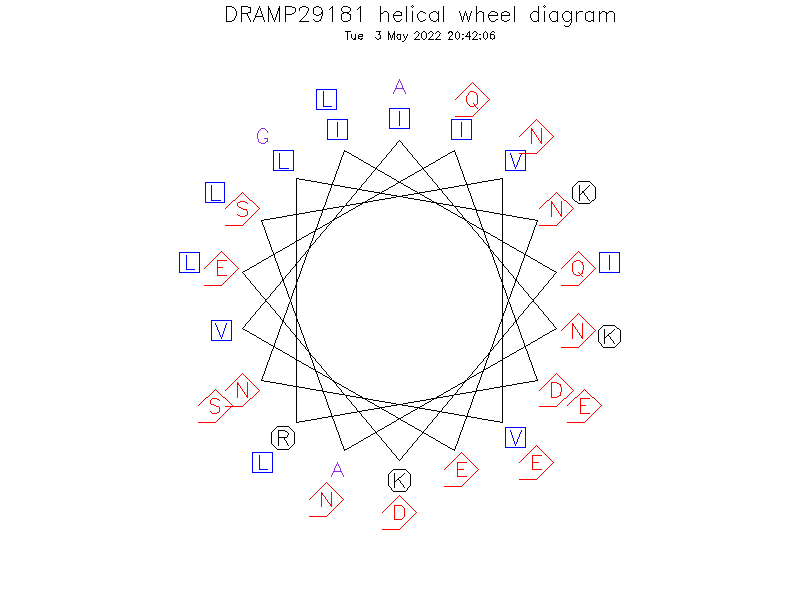 DRAMP29181 helical wheel diagram
Tue 3 May 2022 20:42:06
A
L Q
I I I
G N
L V
L K
S N
L E Q I
V N K
S N D E
R V
L A E E
K
N D